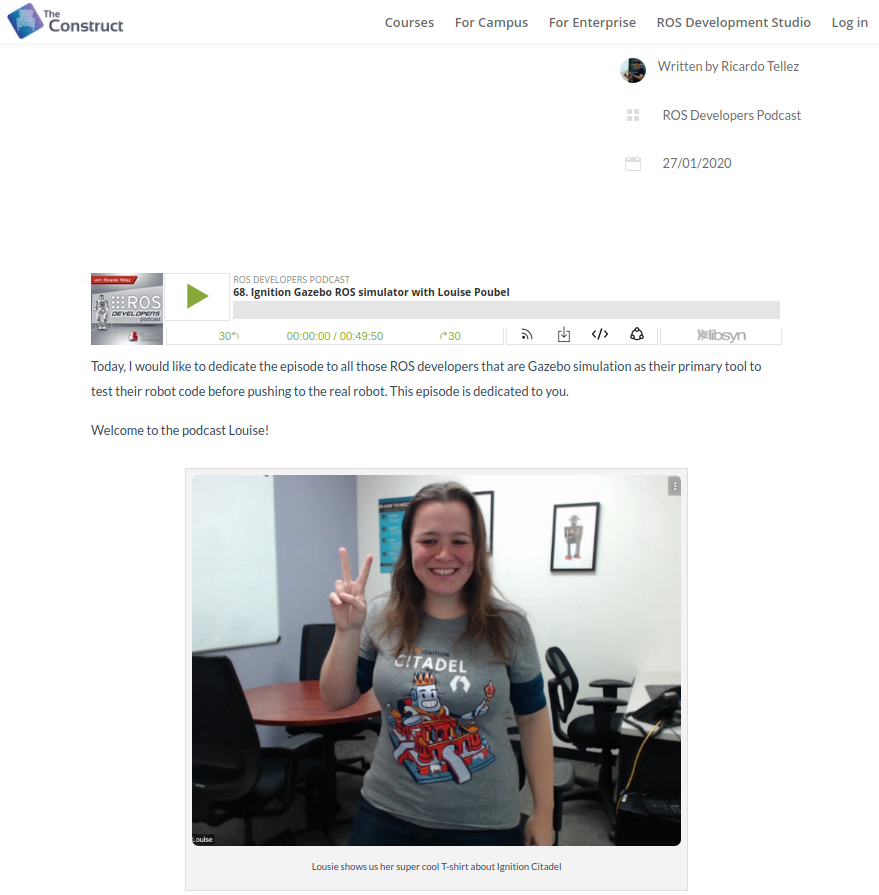 The
Construct
Courses For Campus For Enterprise ROS Development Studio Log in
Written by Ricardo Tellez
ROS Developers Podcast
27/01/2020
with Ricardo Tellez
ROS
DEVELOPERS
podcast
ROS DEVELOPERS PODCAST
68. Ignition Gazebo ROS simulator with Louise Poubel
30 00:00:00 / 00:49:50 30
libsyn
Today, I would like to dedicate the episode to all those ROS developers that are Gazebo simulation as their primary tool to
test their robot code before pushing to the real robot. This episode is dedicated to you.
Welcome to the podcast Louise!
IGNITION
CITADEL
Louise
Lousie shows us her super cool T-shirt about Ignition Citadel